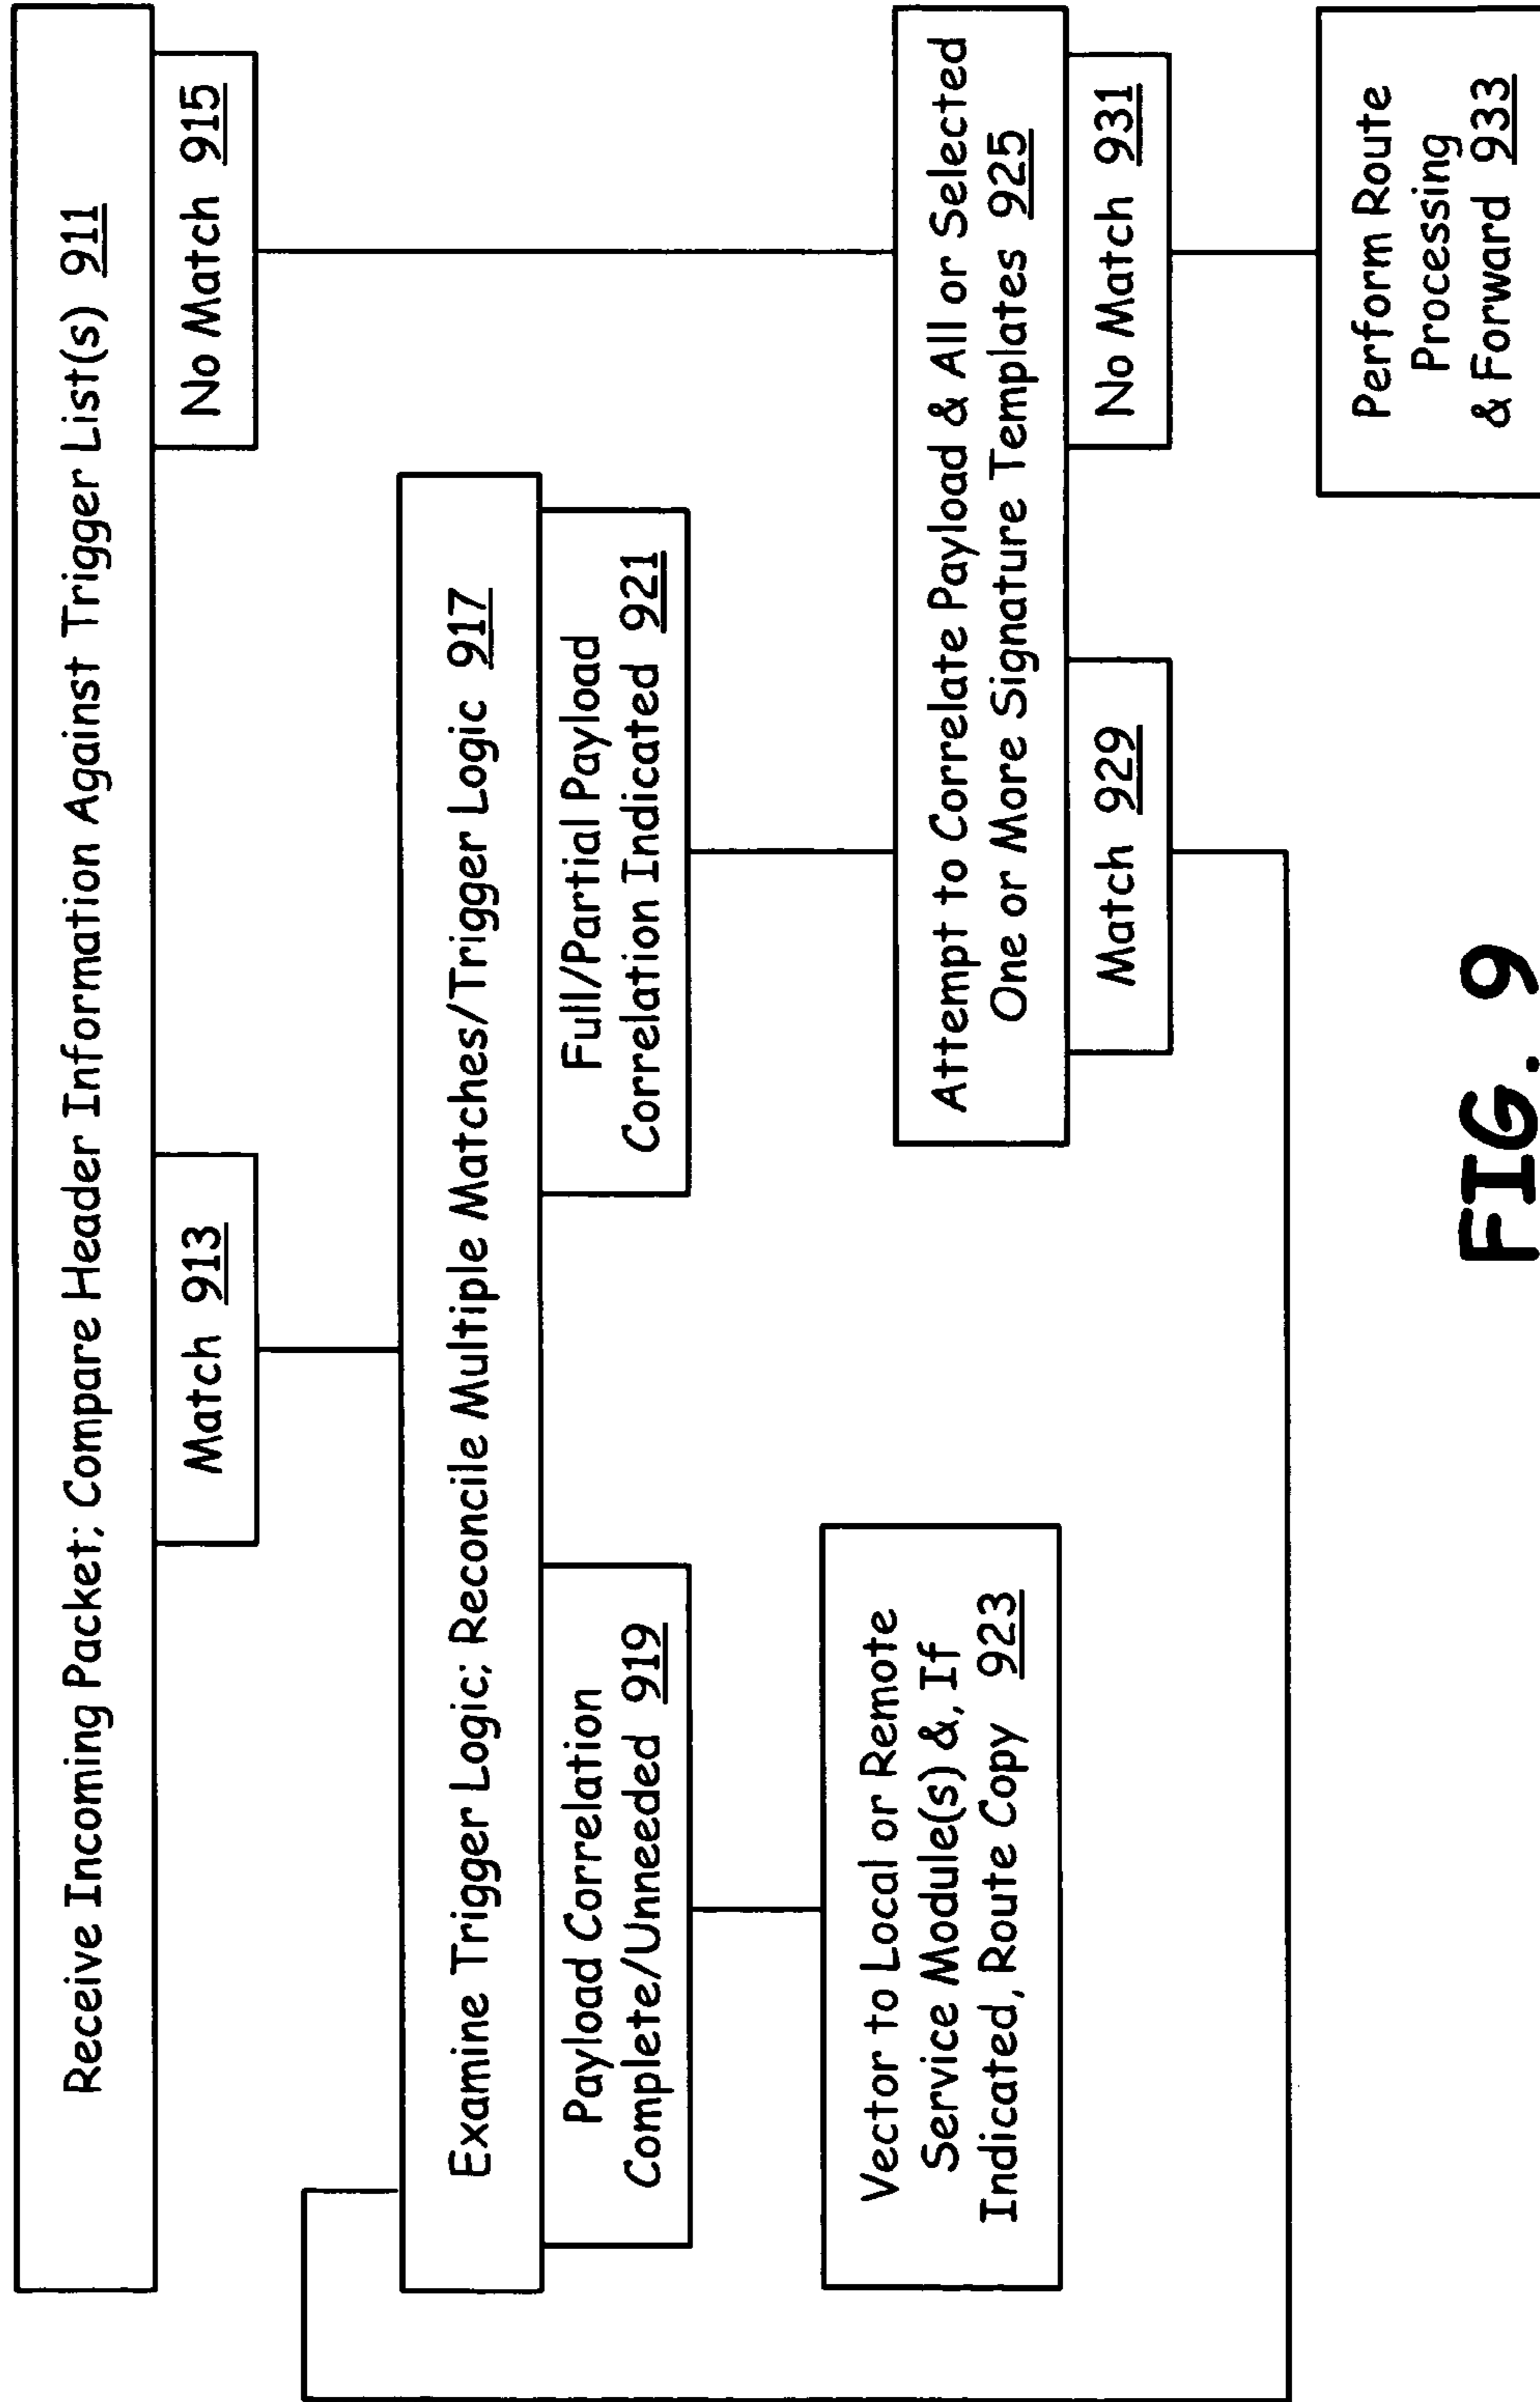 Receive Incoming Packet; Compare Header Information Against Trigger List(s) 911
Match 913
No Match 915
Examine Trigger Logic; Reconcile Multiple Matches/Trigger Logic 917
Payload Correlation
Complete/Unneeded 919
Full/Partial Payload
Correlation Indicated 921
Vector to Local or Remote
Service Module(s) &, If
Indicated, Route Copy 923
Attempt to Correlate Payload & All or Selected
One or More Signature Templates 925
Match 929
No Match 931
Perform Route
Processing
& Forward 933
FIG. 9